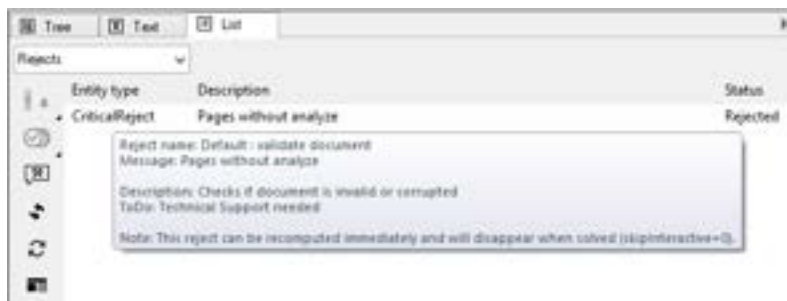 Tree Text List
Rejects
Entity type Description Status
CriticalReject Pages without analyze Rejected
Reject name: Default : validate document
Message: Pages without analyze
Description: Checks if document is invalid or corrupted
ToDo: Technical Support needed
Note: This reject can be recomputed immediately and will disappear when solved (skipInteractive=0).